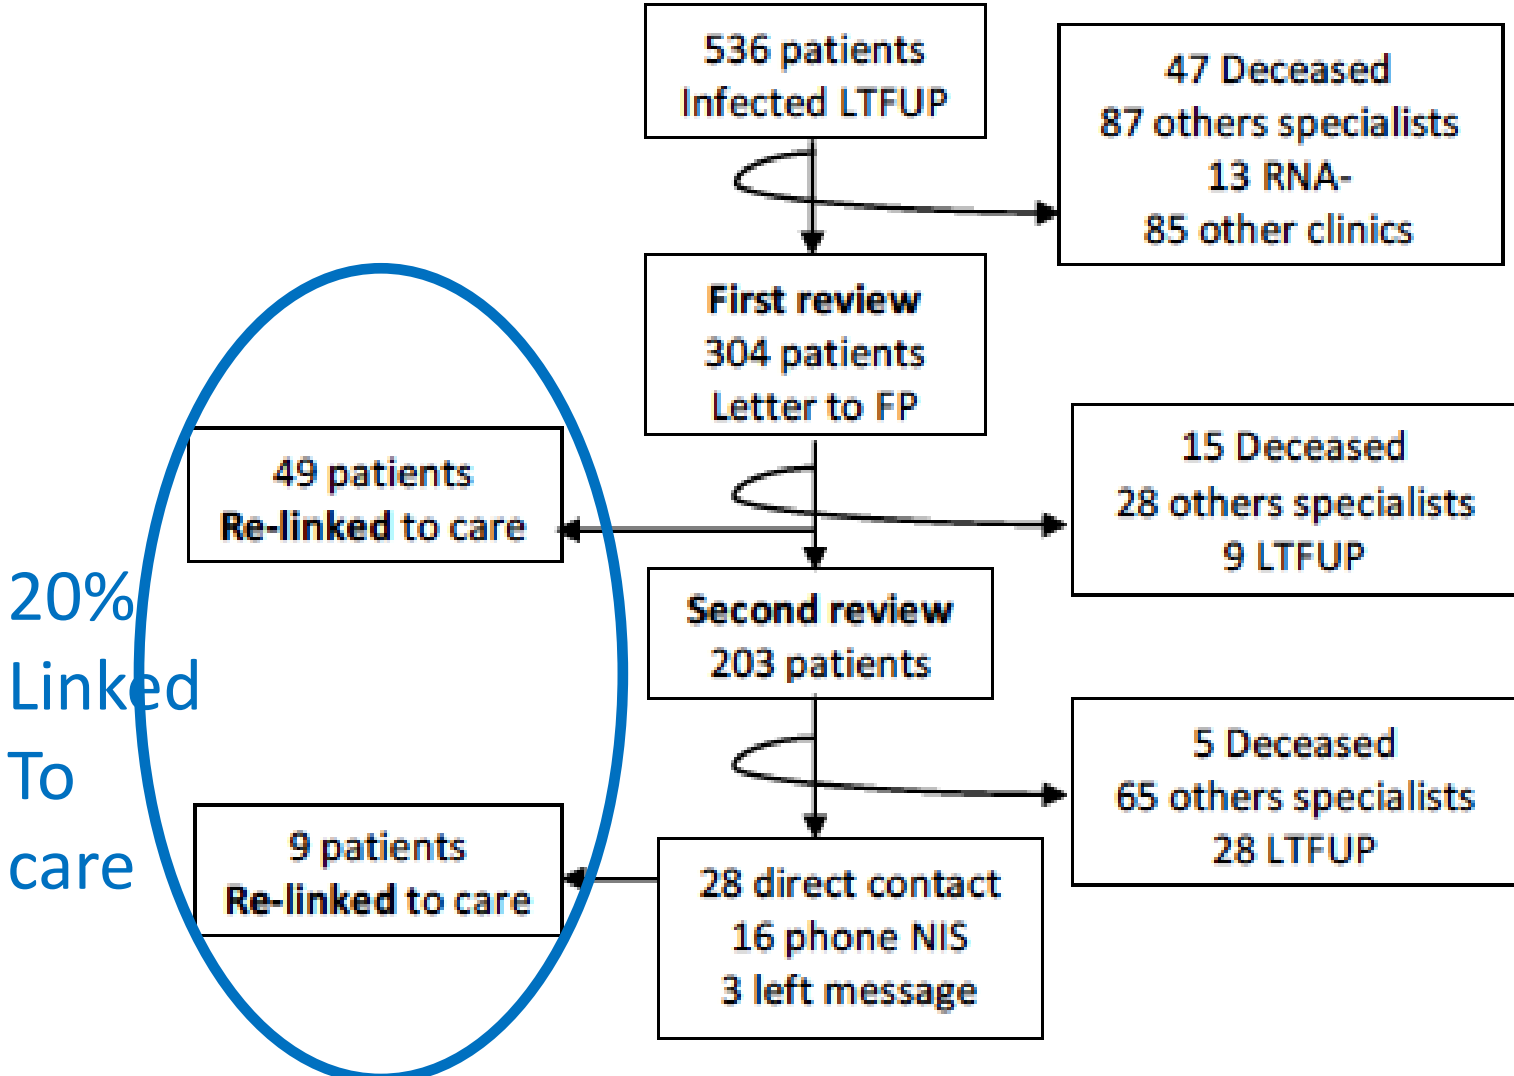 536 patients
Infected LTFUP
47 Deceased
87 others specialists
13 RNA-
85 other clinics
First review
304 patients
Letter to FP
15 Deceased
28 others specialists
9 LTFUP
49 patients
Re-linked to care
Second review
203 patients
5 Deceased
65 others specialists
28 LTFUP
9 patients
Re-linked to care
28 direct contact
16 phone NIS
3 left message
20%
Linked
To
care